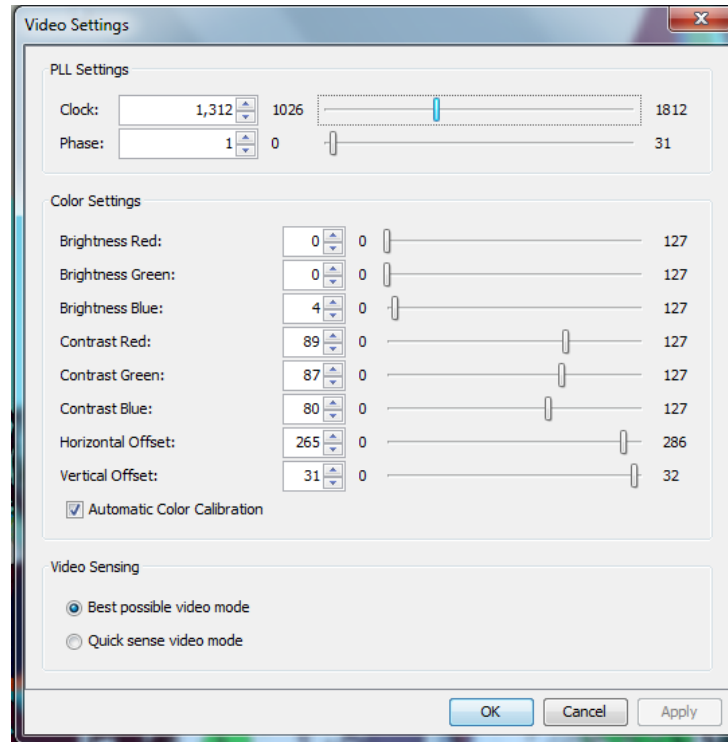 Video Settings
PLL Settings
Clock: 1,312 1026 1812
Phase: 1 0 31
Color Settings
Brightness Red: 0 0 127
Brightness Green: 0 0 127
Brightness Blue: 4 0 127
Contrast Red: 89 0 127
Contrast Green: 87 0 127
Contrast Blue: 80 0 127
Horizontal Offset: 265 0 286
Vertical Offset: 31 0 32
Automatic Color Calibration
Video Sensing
Best possible video mode
Quick sense video mode
OK Cancel Apply